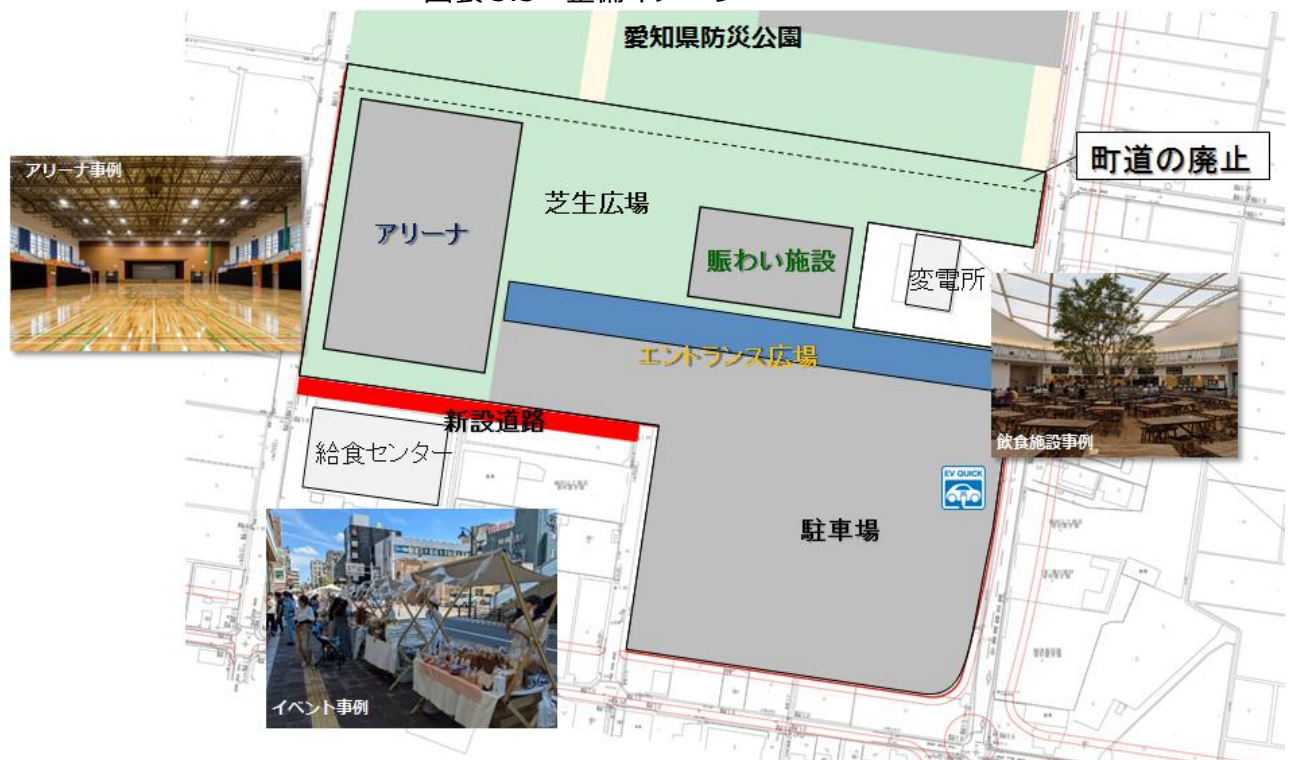 愛知県防災公園
町道の廃止
アリーナ事例
芝生広場
アリーナ
賑わい施設
変電所
エントランス広場
新設道路
給食センター
飲食施設事例
EV QUICK
駐車場
イベント事例